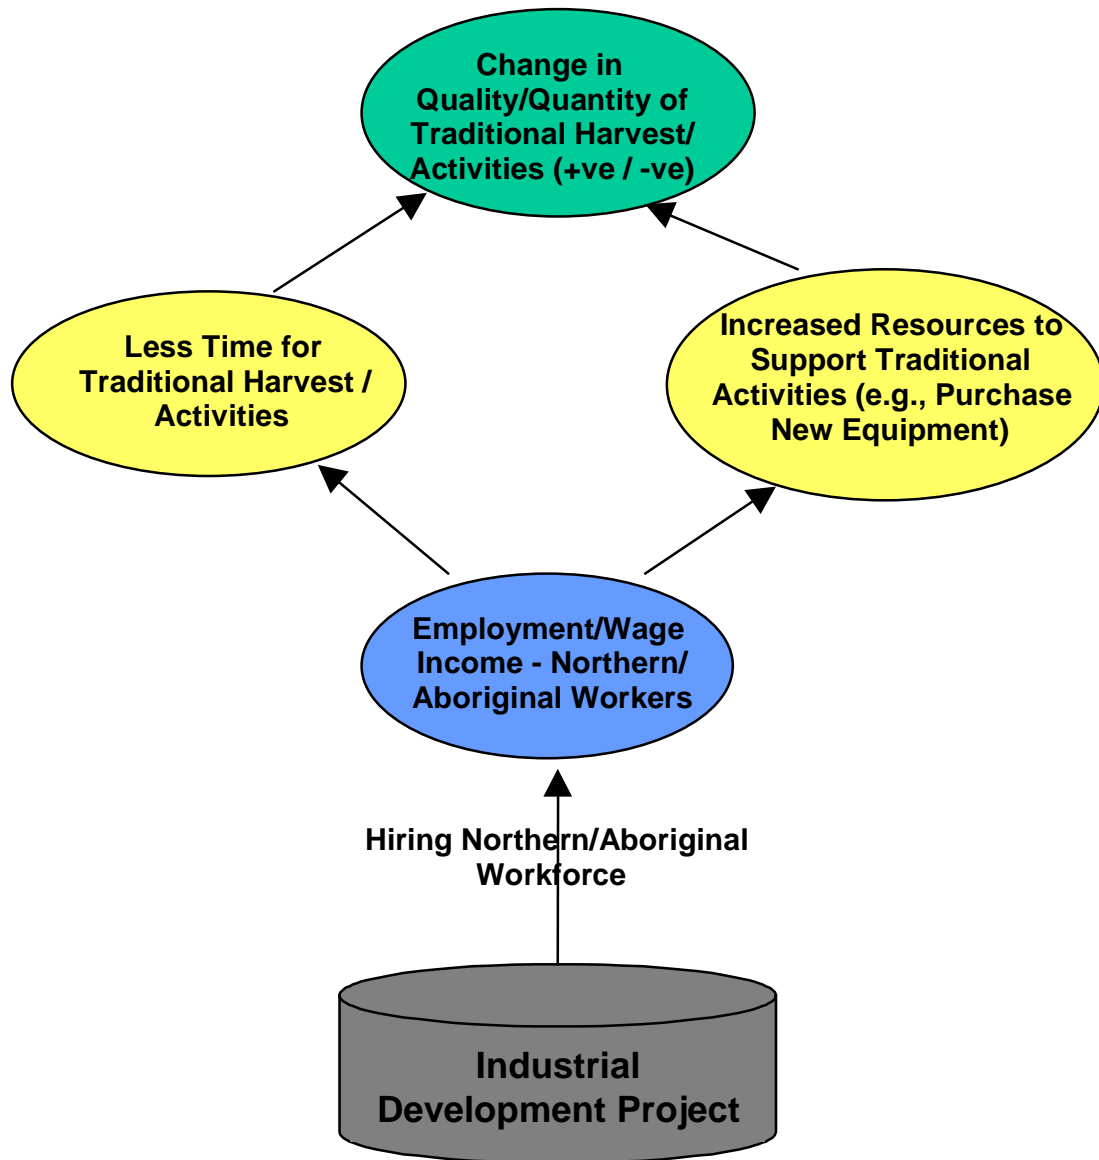 Change in
Quality/Quantity of
Traditional Harvest/
Activities (+ve / -ve)
Less Time for
Traditional Harvest /
Activities
Increased Resources to
Support Traditional
Activities (e.g., Purchase
New Equipment)
Employment/Wage
Income - Northern/
Aboriginal Workers
Hiring Northern/Aboriginal
Workforce
Industrial
Development Project